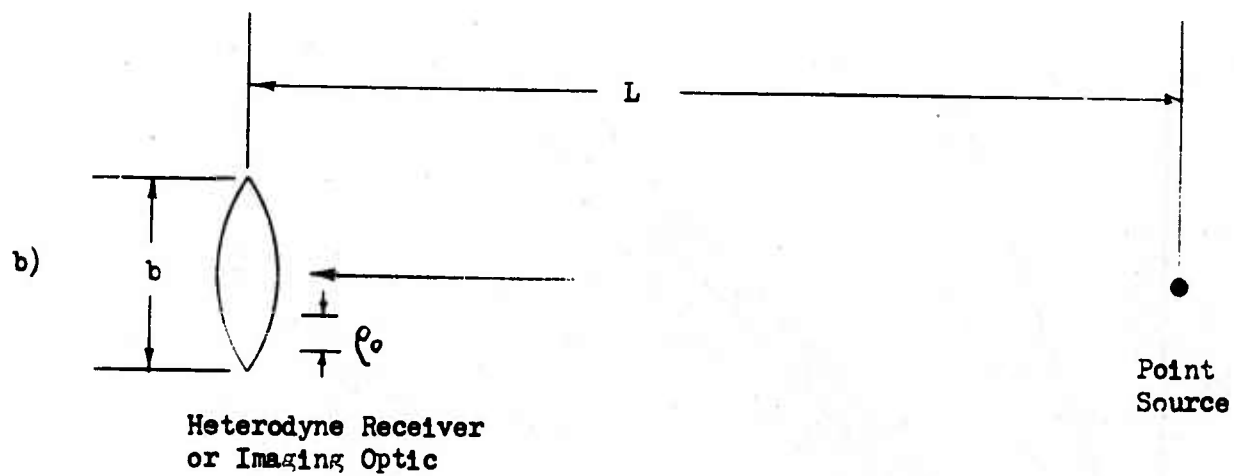 L
b)
b
ρo
Point
Source
Heterodyne Receiver
or Imaging Optic